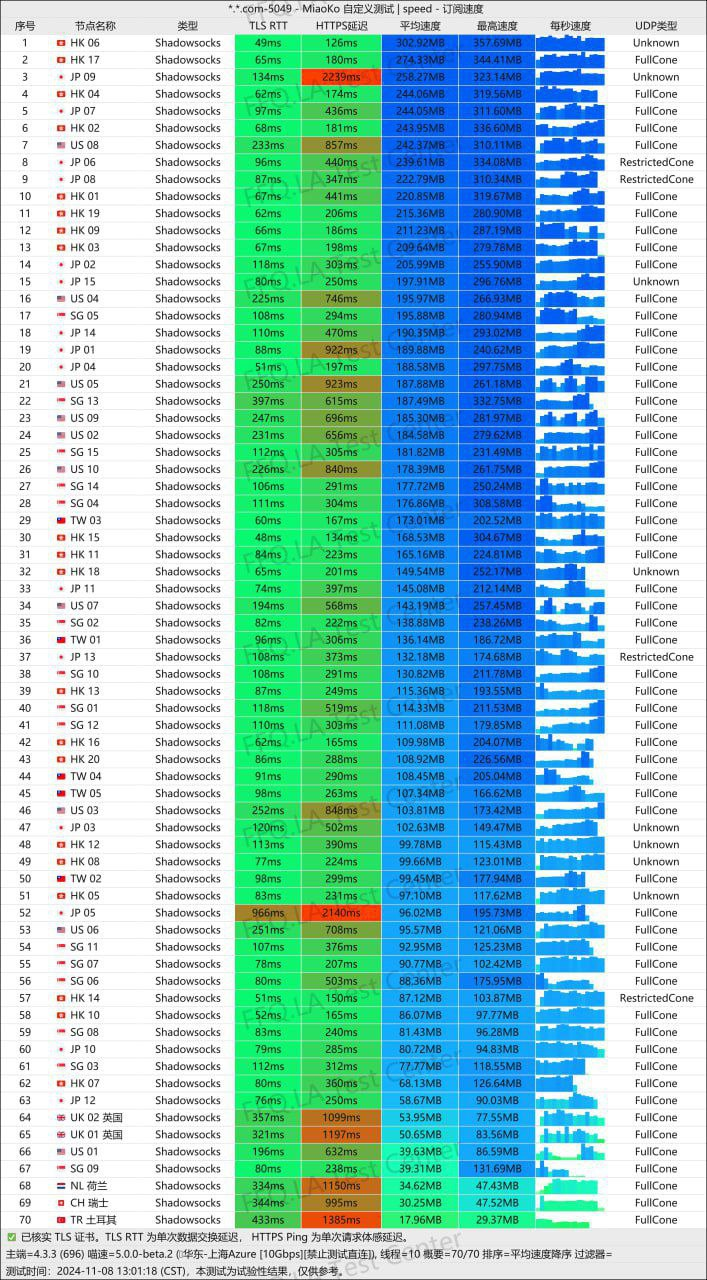 *.*.com-5049 - MiaoKo 自定义测试 | speed - 订阅速度
序号 节点名称 类型 TLS RTT HTTPS延迟 平均速度 最高速度 每秒速度 UDP类型
1 HK 06 Shadowsocks 49ms 126ms 302.92MB 357.69MB Unknown
2 HK 17 Shadowsocks 65ms 180ms 274.33MB 344.41MB FullCone
3 JP 09 Shadowsocks 134ms 2239ms 258.27MB 323.14MB Unknown
4 HK 04 Shadowsocks 62ms 174ms 244.06MB 319.56MB FullCone
5 JP 07 Shadowsocks 97ms 436ms 244.05MB 311.60MB FullCone
6 HK 02 Shadowsocks 68ms 181ms 243.95MB 336.60MB FullCone
7 US 08 Shadowsocks 233ms 857ms 242.37MB 310.11MB FullCone
8 JP 06 Shadowsocks 96ms 440ms 239.61MB 334.08MB RestrictedCone
9 JP 08 Shadowsocks 87ms 347ms 222.79MB 310.34MB RestrictedCone
10 HK 01 Shadowsocks 67ms 441ms 220.85MB 319.67MB FullCone
11 HK 19 Shadowsocks 62ms 206ms 215.36MB 280.90MB FullCone
12 HK 09 Shadowsocks 66ms 186ms 211.23MB 287.19MB FullCone
13 HK 03 Shadowsocks 67ms 198ms 209.64MB 279.78MB FullCone
14 JP 02 Shadowsocks 118ms 303ms 205.99MB 255.90MB FullCone
15 JP 15 Shadowsocks 80ms 250ms 197.91MB 296.76MB Unknown
16 US 04 Shadowsocks 225ms 746ms 195.97MB 266.93MB FullCone
17 SG 05 Shadowsocks 108ms 294ms 195.88MB 280.94MB FullCone
18 JP 14 Shadowsocks 110ms 470ms 190.35MB 293.02MB FullCone
19 JP 01 Shadowsocks 88ms 922ms 189.88MB 240.62MB FullCone
20 JP 04 Shadowsocks 51ms 197ms 188.58MB 297.75MB FullCone
21 US 05 Shadowsocks 250ms 923ms 187.88MB 261.18MB FullCone
22 SG 13 Shadowsocks 397ms 615ms 187.49MB 332.75MB FullCone
23 US 09 Shadowsocks 247ms 696ms 185.30MB 281.97MB FullCone
24 US 02 Shadowsocks 231ms 656ms 184.58MB 279.62MB FullCone
25 SG 15 Shadowsocks 112ms 305ms 181.82MB 231.49MB FullCone
26 US 10 Shadowsocks 226ms 840ms 178.39MB 261.75MB FullCone
27 SG 14 Shadowsocks 106ms 291ms 177.72MB 250.24MB FullCone
28 SG 04 Shadowsocks 111ms 304ms 176.86MB 308.58MB FullCone
29 TW 03 Shadowsocks 60ms 167ms 173.01MB 202.52MB FullCone
30 HK 15 Shadowsocks 48ms 134ms 168.53MB 304.67MB FullCone
31 HK 11 Shadowsocks 84ms 223ms 165.16MB 224.81MB FullCone
32 HK 18 Shadowsocks 65ms 201ms 149.54MB 252.17MB Unknown
33 JP 11 Shadowsocks 74ms 397ms 145.08MB 212.14MB FullCone
34 US 07 Shadowsocks 194ms 568ms 143.19MB 257.45MB FullCone
35 SG 02 Shadowsocks 82ms 222ms 138.88MB 238.26MB FullCone
36 TW 01 Shadowsocks 96ms 306ms 136.14MB 186.72MB FullCone
37 JP 13 Shadowsocks 108ms 373ms 132.18MB 174.68MB RestrictedCone
38 SG 10 Shadowsocks 108ms 291ms 130.82MB 211.78MB FullCone
39 HK 13 Shadowsocks 87ms 249ms 115.36MB 193.55MB FullCone
40 SG 01 Shadowsocks 118ms 519ms 114.33MB 211.53MB FullCone
41 SG 12 Shadowsocks 110ms 303ms 111.08MB 179.85MB FullCone
42 HK 16 Shadowsocks 62ms 165ms 109.98MB 204.07MB FullCone
43 HK 20 Shadowsocks 86ms 288ms 108.92MB 226.56MB FullCone
44 TW 04 Shadowsocks 91ms 290ms 108.45MB 205.04MB FullCone
45 TW 05 Shadowsocks 98ms 263ms 107.34MB 166.62MB FullCone
46 US 03 Shadowsocks 252ms 848ms 103.81MB 173.42MB FullCone
47 JP 03 Shadowsocks 120ms 502ms 102.63MB 149.47MB Unknown
48 HK 12 Shadowsocks 113ms 390ms 99.78MB 115.43MB Unknown
49 HK 08 Shadowsocks 77ms 224ms 99.66MB 123.01MB Unknown
50 TW 02 Shadowsocks 98ms 299ms 99.45MB 177.94MB FullCone
51 HK 05 Shadowsocks 83ms 231ms 97.10MB 117.62MB Unknown
52 JP 05 Shadowsocks 966ms 2140ms 96.02MB 195.73MB FullCone
53 US 06 Shadowsocks 251ms 708ms 95.57MB 121.06MB FullCone
54 SG 11 Shadowsocks 107ms 376ms 92.95MB 125.23MB FullCone
55 SG 07 Shadowsocks 78ms 207ms 90.77MB 102.42MB FullCone
56 SG 06 Shadowsocks 80ms 503ms 88.36MB 175.95MB FullCone
57 HK 14 Shadowsocks 51ms 150ms 87.12MB 103.87MB RestrictedCone
58 HK 10 Shadowsocks 52ms 165ms 86.07MB 97.77MB FullCone
59 SG 08 Shadowsocks 83ms 240ms 81.43MB 96.28MB FullCone
60 JP 10 Shadowsocks 79ms 285ms 80.72MB 94.83MB FullCone
61 SG 03 Shadowsocks 112ms 312ms 77.77MB 118.55MB FullCone
62 HK 07 Shadowsocks 80ms 360ms 68.13MB 126.64MB FullCone
63 JP 12 Shadowsocks 76ms 250ms 58.67MB 90.03MB FullCone
64 UK 02 英国 Shadowsocks 357ms 1099ms 53.95MB 77.55MB FullCone
65 UK 01 英国 Shadowsocks 321ms 1197ms 50.65MB 83.56MB FullCone
66 US 01 Shadowsocks 196ms 632ms 39.63MB 86.59MB FullCone
67 SG 09 Shadowsocks 80ms 238ms 39.31MB 131.69MB FullCone
68 NL 荷兰 Shadowsocks 334ms 1150ms 34.62MB 47.43MB FullCone
69 CH 瑞士 Shadowsocks 344ms 995ms 30.25MB 47.52MB FullCone
70 TR 土耳其 Shadowsocks 433ms 1385ms 17.96MB 29.37MB FullCone
已核实 TLS 证书。TLS RTT 为单次数据交换延迟， HTTPS Ping 为单次请求体感延迟。
主端=4.3.3 (696) 喵速=5.0.0-beta.2 (华东-上海Azure [10Gbps][禁止测试直连]), 线程=10 概要=70/70 排序=平均速度降序 过滤器=
测试时间：2024-11-08 13:01:18 (CST)，本测试为试验性结果，仅供参考。